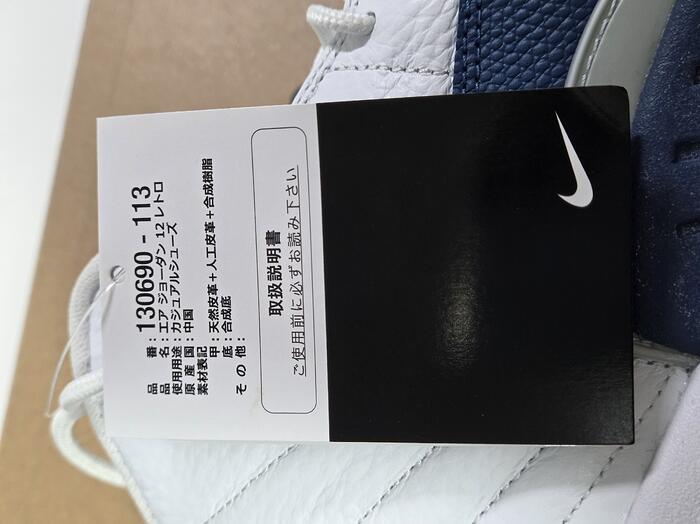 品番：130690 - 113
品名：エア ジョーダン 12 レトロ
使用用途：カジュアルシューズ
原産国：中国
素材表記
甲：天然皮革＋人工皮革＋合成樹脂
底：合成底
その他：
取扱説明書
ご使用前に必ずお読み下さい